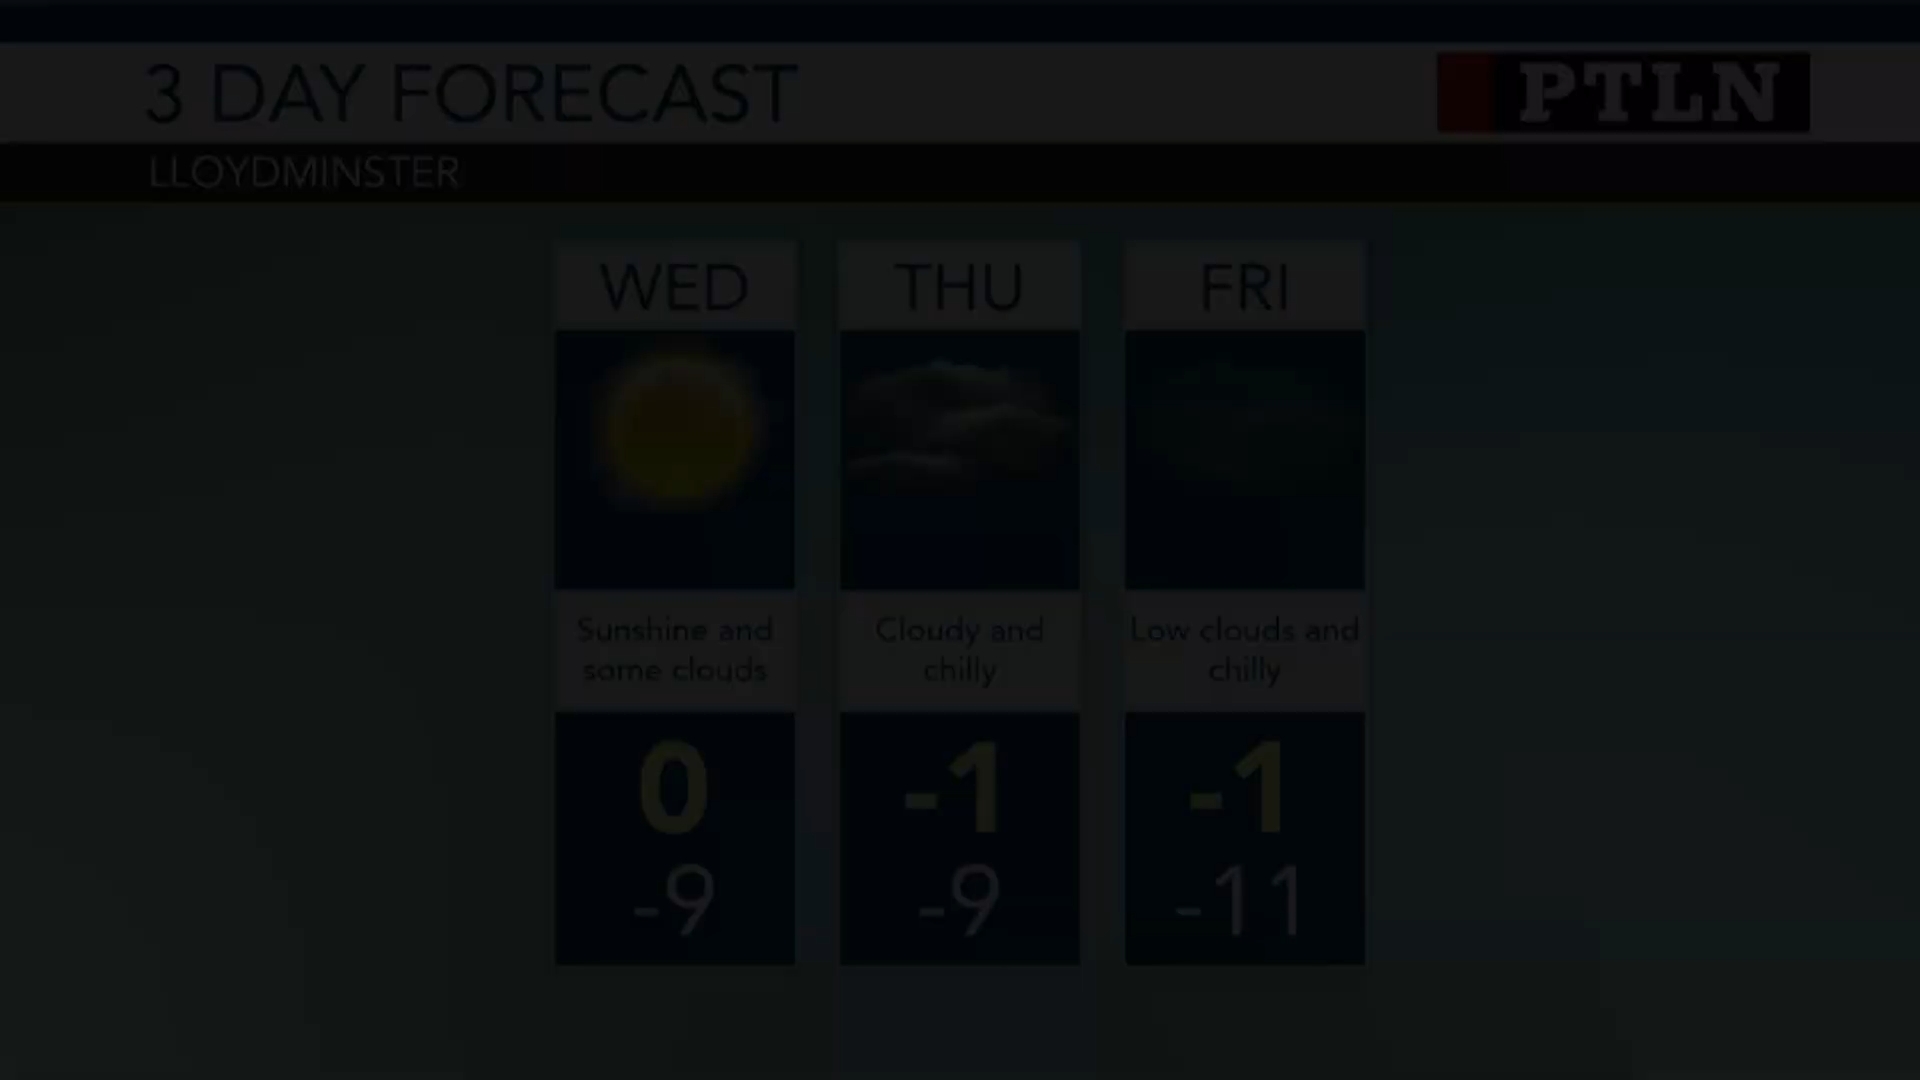 3 DAY FORECAST
PTLN
LLOYDMINSTER
WED
THU
FRI
Sunshine and
some clouds
Cloudy and
chilly
Low clouds and
chilly
0
-1
-1
-9
-9
-11